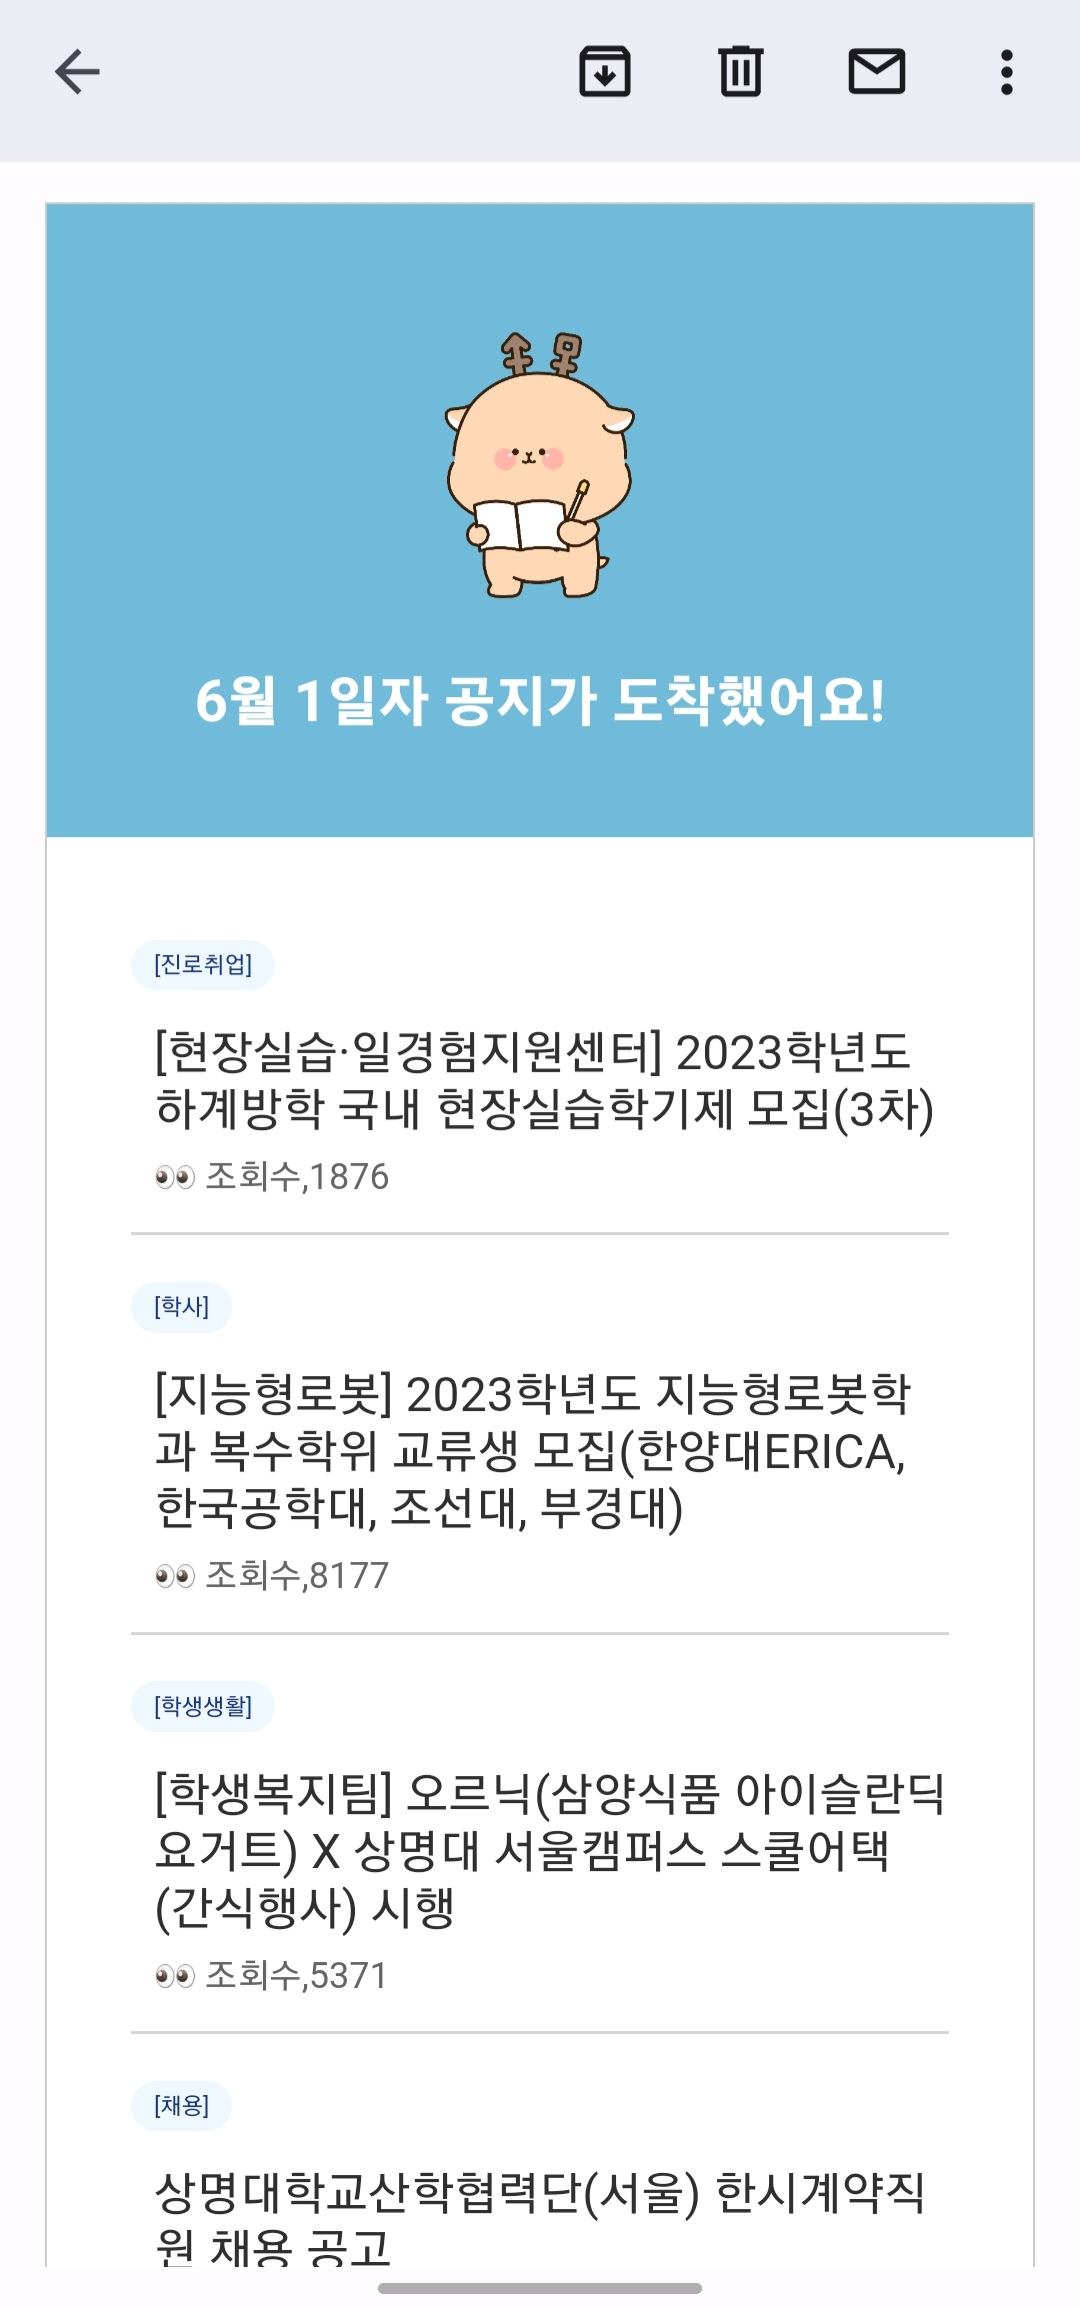 6월 1일자 공지가 도착했어요!
[진로취업]
[현장실습·일경험지원센터] 2023학년도
하계방학 국내 현장실습학기제 모집(3차)
👀 조회수,1876
[학사]
[지능형로봇] 2023학년도 지능형로봇학
과 복수학위 교류생 모집(한양대ERICA,
한국공학대, 조선대, 부경대)
👀 조회수,8177
[학생생활]
[학생복지팀] 오르닉(삼양식품 아이슬란딕
요거트) X 상명대 서울캠퍼스 스쿨어택
(간식행사) 시행
👀 조회수,5371
[채용]
상명대학교산학협력단(서울) 한시계약직
원 채용 공고